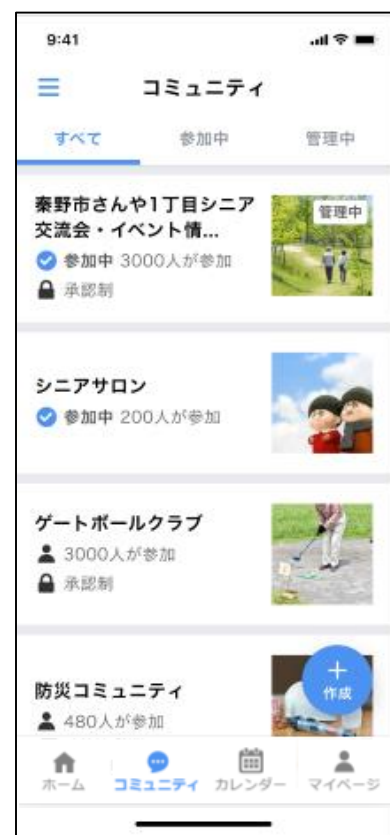 9:41
コミュニティ
すべて 参加中 管理中
秦野市さんや1丁目シニア
交流会・イベント情...
管理中
参加中 3000人が参加
承認制
シニアサロン
参加中 200人が参加
ゲートボールクラブ
3000人が参加
承認制
防災コミュニティ
480人が参加
作成
ホーム コミュニティ カレンダー マイページ